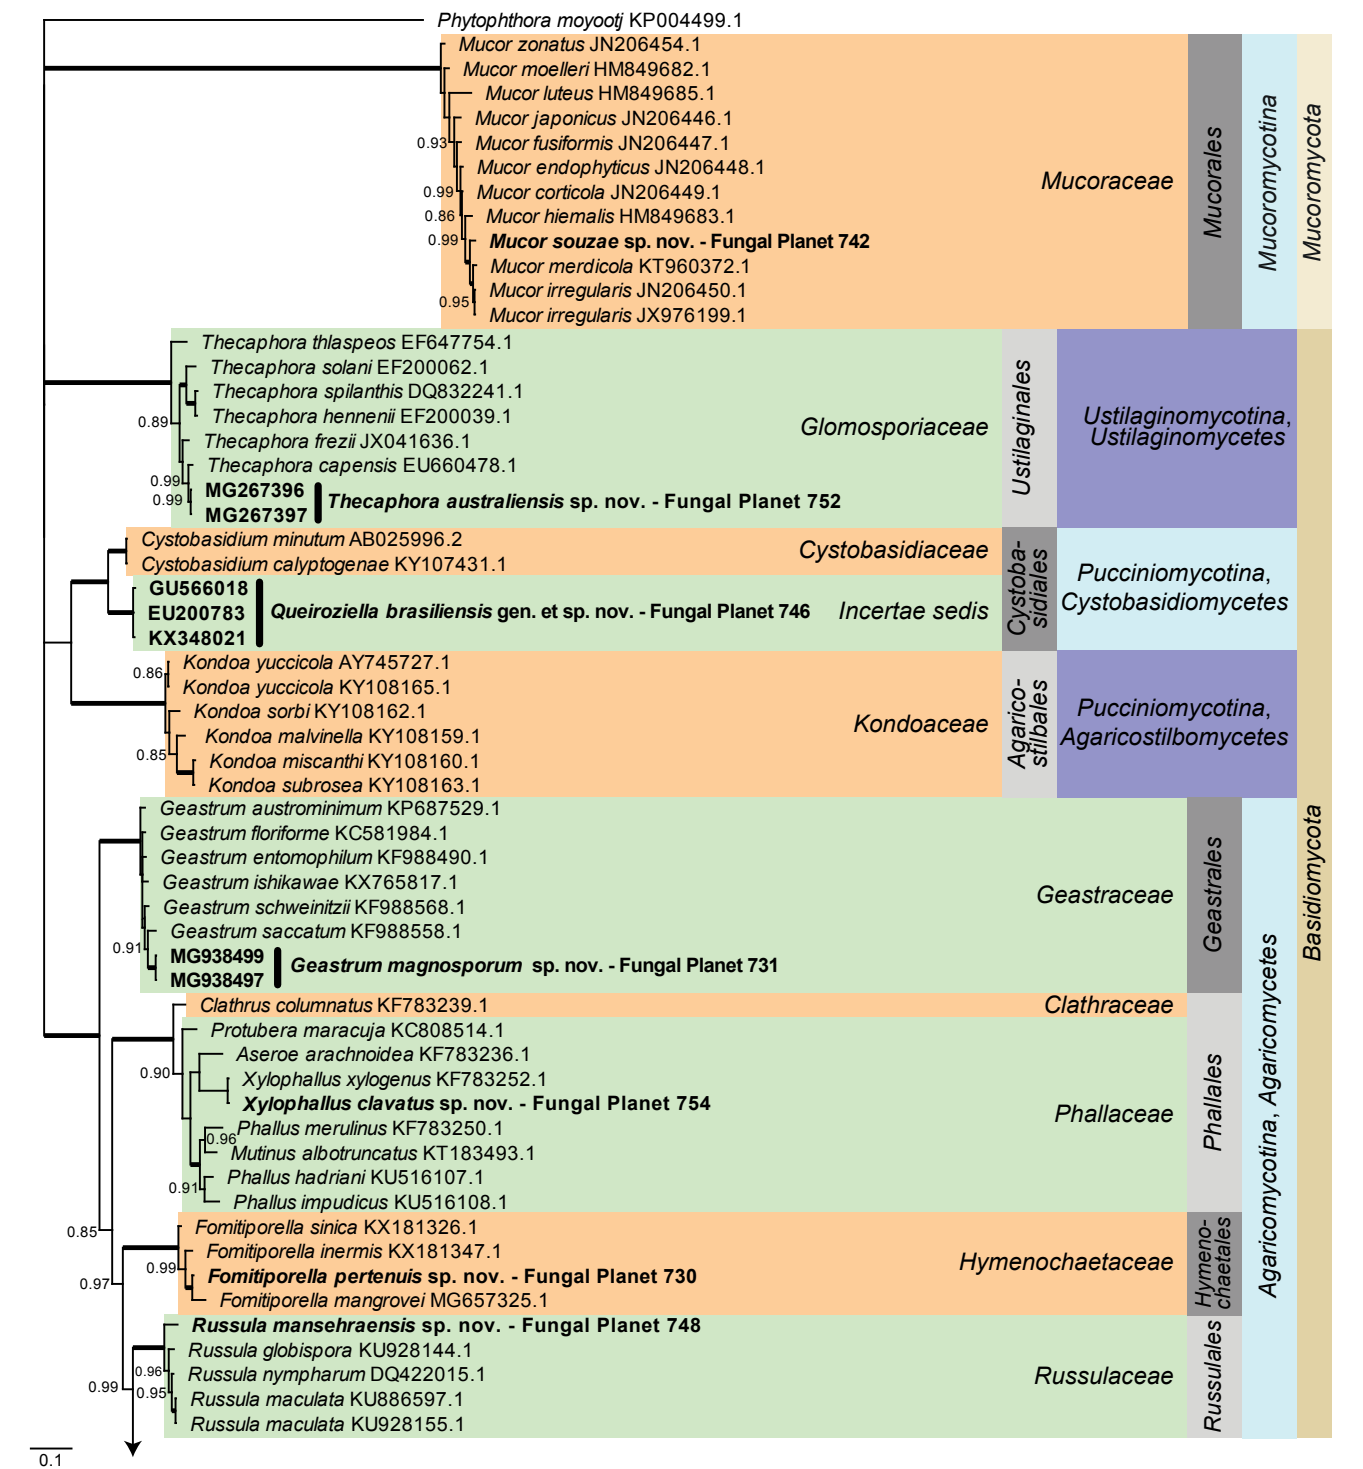 Phytophthora moyootj KP004499.1
Mucor zonatus JN206454.1
Mucor moelleri HM849682.1
Mucor luteus HM849685.1
Mucor japonicus JN206446.1
0.93
Mucor fusiformis JN206447.1
Mucor endophyticus JN206448.1
0.99
Mucor corticola JN206449.1
0.86
Mucor hiemalis HM849683.1
0.99
Mucor souzae sp. nov. - Fungal Planet 742
Mucor merdicola KT960372.1
Mucor irregularis JN206450.1
0.95
Mucor irregularis JX976199.1
Mucoraceae
Mucorales
Mucoromycotina
Mucoromycota
Thecaphora thlaspeos EF647754.1
Thecaphora solani EF200062.1
Thecaphora spilanthis DQ832241.1
Thecaphora hennenii EF200039.1
0.89
Thecaphora frezii JX041636.1
Thecaphora capensis EU660478.1
0.99
MG267396
0.99
MG267397
Thecaphora australiensis sp. nov. - Fungal Planet 752
Glomosporiaceae
Ustilaginales
Ustilaginomycotina,
Ustilaginomycetes
Cystobasidium minutum AB025996.2
Cystobasidium calyptogenae KY107431.1
Cystobasidiaceae
GU566018
EU200783
KX348021
Queiroziella brasiliensis gen. et sp. nov. - Fungal Planet 746
Incertae sedis
Cystoba-
sidiales
Pucciniomycotina,
Cystobasidiomycetes
Kondoa yuccicola AY745727.1
0.86
Kondoa yuccicola KY108165.1
Kondoa sorbi KY108162.1
Kondoa malvinella KY108159.1
0.85
Kondoa miscanthi KY108160.1
Kondoa subrosea KY108163.1
Kondoaceae
Agarico-
stilbales
Pucciniomycotina,
Agaricostilbomycetes
Geastrum austrominimum KP687529.1
Geastrum floriforme KC581984.1
Geastrum entomophilum KF988490.1
Geastrum ishikawae KX765817.1
Geastrum schweinitzii KF988568.1
Geastrum saccatum KF988558.1
0.91
MG938499
MG938497
Geastrum magnosporum sp. nov. - Fungal Planet 731
Geastraceae
Geastrales
Clathrus columnatus KF783239.1
Clathraceae
Protubera maracuja KC808514.1
Aseroe arachnoidea KF783236.1
0.90
Xylophallus xylogenus KF783252.1
Xylophallus clavatus sp. nov. - Fungal Planet 754
Phallus merulinus KF783250.1
0.96
Mutinus albotruncatus KT183493.1
Phallus hadriani KU516107.1
0.91
Phallus impudicus KU516108.1
Phallaceae
Phallales
0.85
Fomitiporella sinica KX181326.1
Fomitiporella inermis KX181347.1
0.99
Fomitiporella pertenuis sp. nov. - Fungal Planet 730
0.97
Fomitiporella mangrovei MG657325.1
Hymenochaetaceae
Hymeno-
chaetales
Russula mansehraensis sp. nov. - Fungal Planet 748
Russula globispora KU928144.1
0.96
Russula nympharum DQ422015.1
0.99
0.95
Russula maculata KU886597.1
Russula maculata KU928155.1
Russulaceae
Russulales
Agaricomycotina, Agaricomycetes
Basidiomycota
0.1